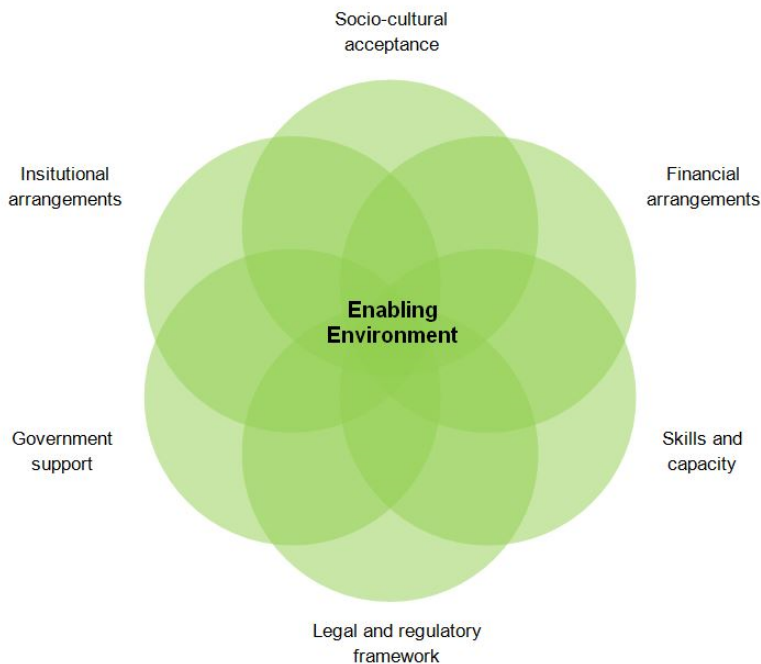 Socio-cultural
acceptance
Insitutional
arrangements
Financial
arrangements
Enabling
Environment
Government
support
Skills and
capacity
Legal and regulatory
framework